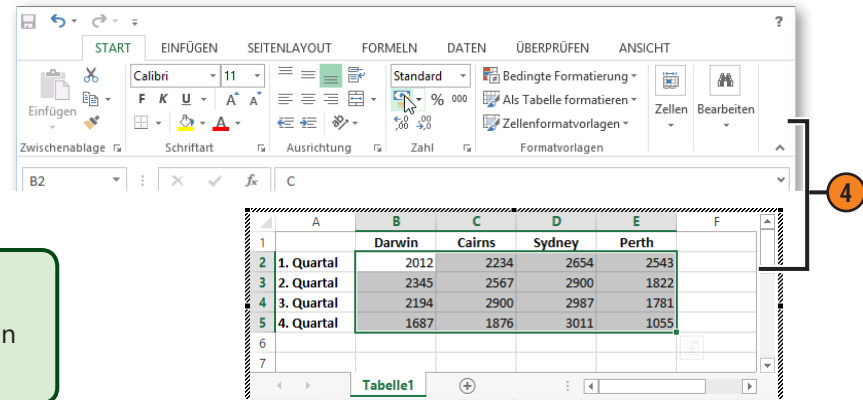 ?
START EINFÜGEN SEITENLAYOUT FORMELN DATEN ÜBERPRÜFEN ANSICHT
Calibri 11 Standard Bedingte Formatierung
Einfügen F K U A A % 000 Als Tabelle formatieren Zellen Bearbeiten
A ,00 ,0 Zellenformatvorlagen
Zwischenablage Schriftart Ausrichtung Zahl Formatvorlagen
B2 fx C
4
A B C D E F
1 Darwin Cairns Sydney Perth
2 1. Quartal 2012 2234 2654 2543
3 2. Quartal 2345 2567 2900 1822
4 3. Quartal 2194 2900 2987 1781
5 4. Quartal 1687 1876 3011 1055
6
7
Tabelle1
n